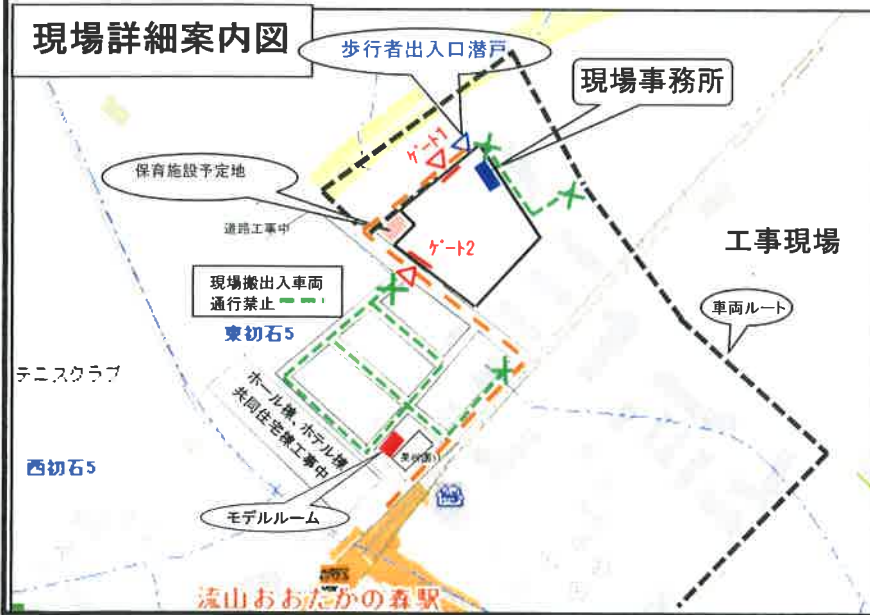 現場詳細案内図
歩行者出入口潜戸
現場事務所
ゲート1
保育施設予定地
道路工事中
ゲート2
工事現場
現場搬出入車両
通行禁止
車両ルート
東初石5
テニスクラブ
ホール棟、ホテル棟
共同住宅棟工事中
西初石5
モデルルーム
流山おおたかの森駅